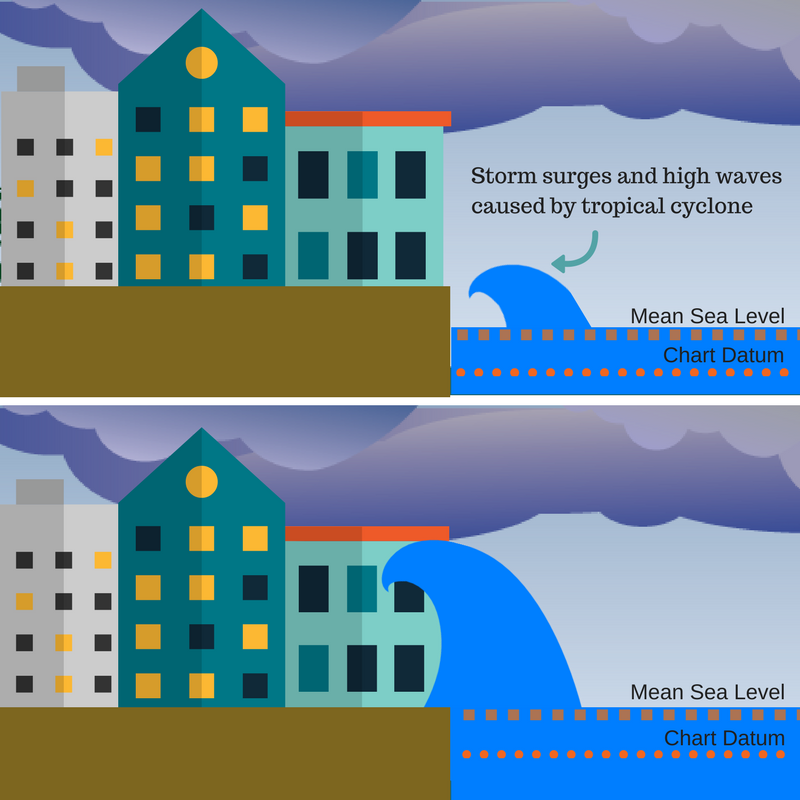 Storm surges and high waves
caused by tropical cyclone
Mean Sea Level
Chart Datum
Mean Sea Level
Chart Datum